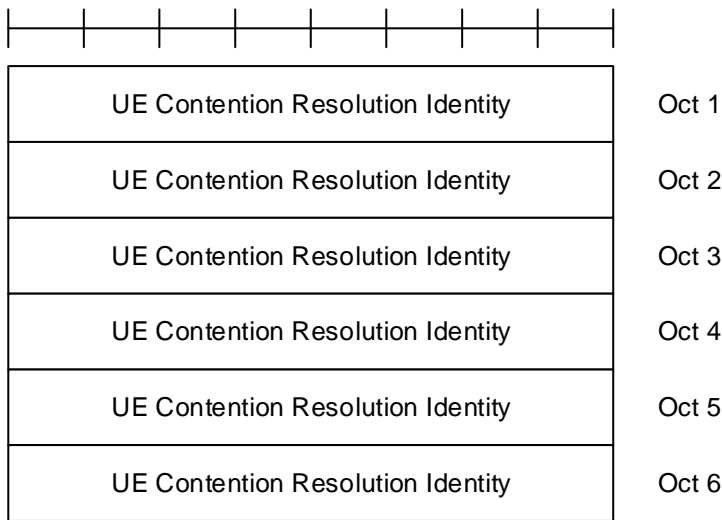 UE Contention Resolution Identity Oct 1
UE Contention Resolution Identity Oct 2
UE Contention Resolution Identity Oct 3
UE Contention Resolution Identity Oct 4
UE Contention Resolution Identity Oct 5
UE Contention Resolution Identity Oct 6